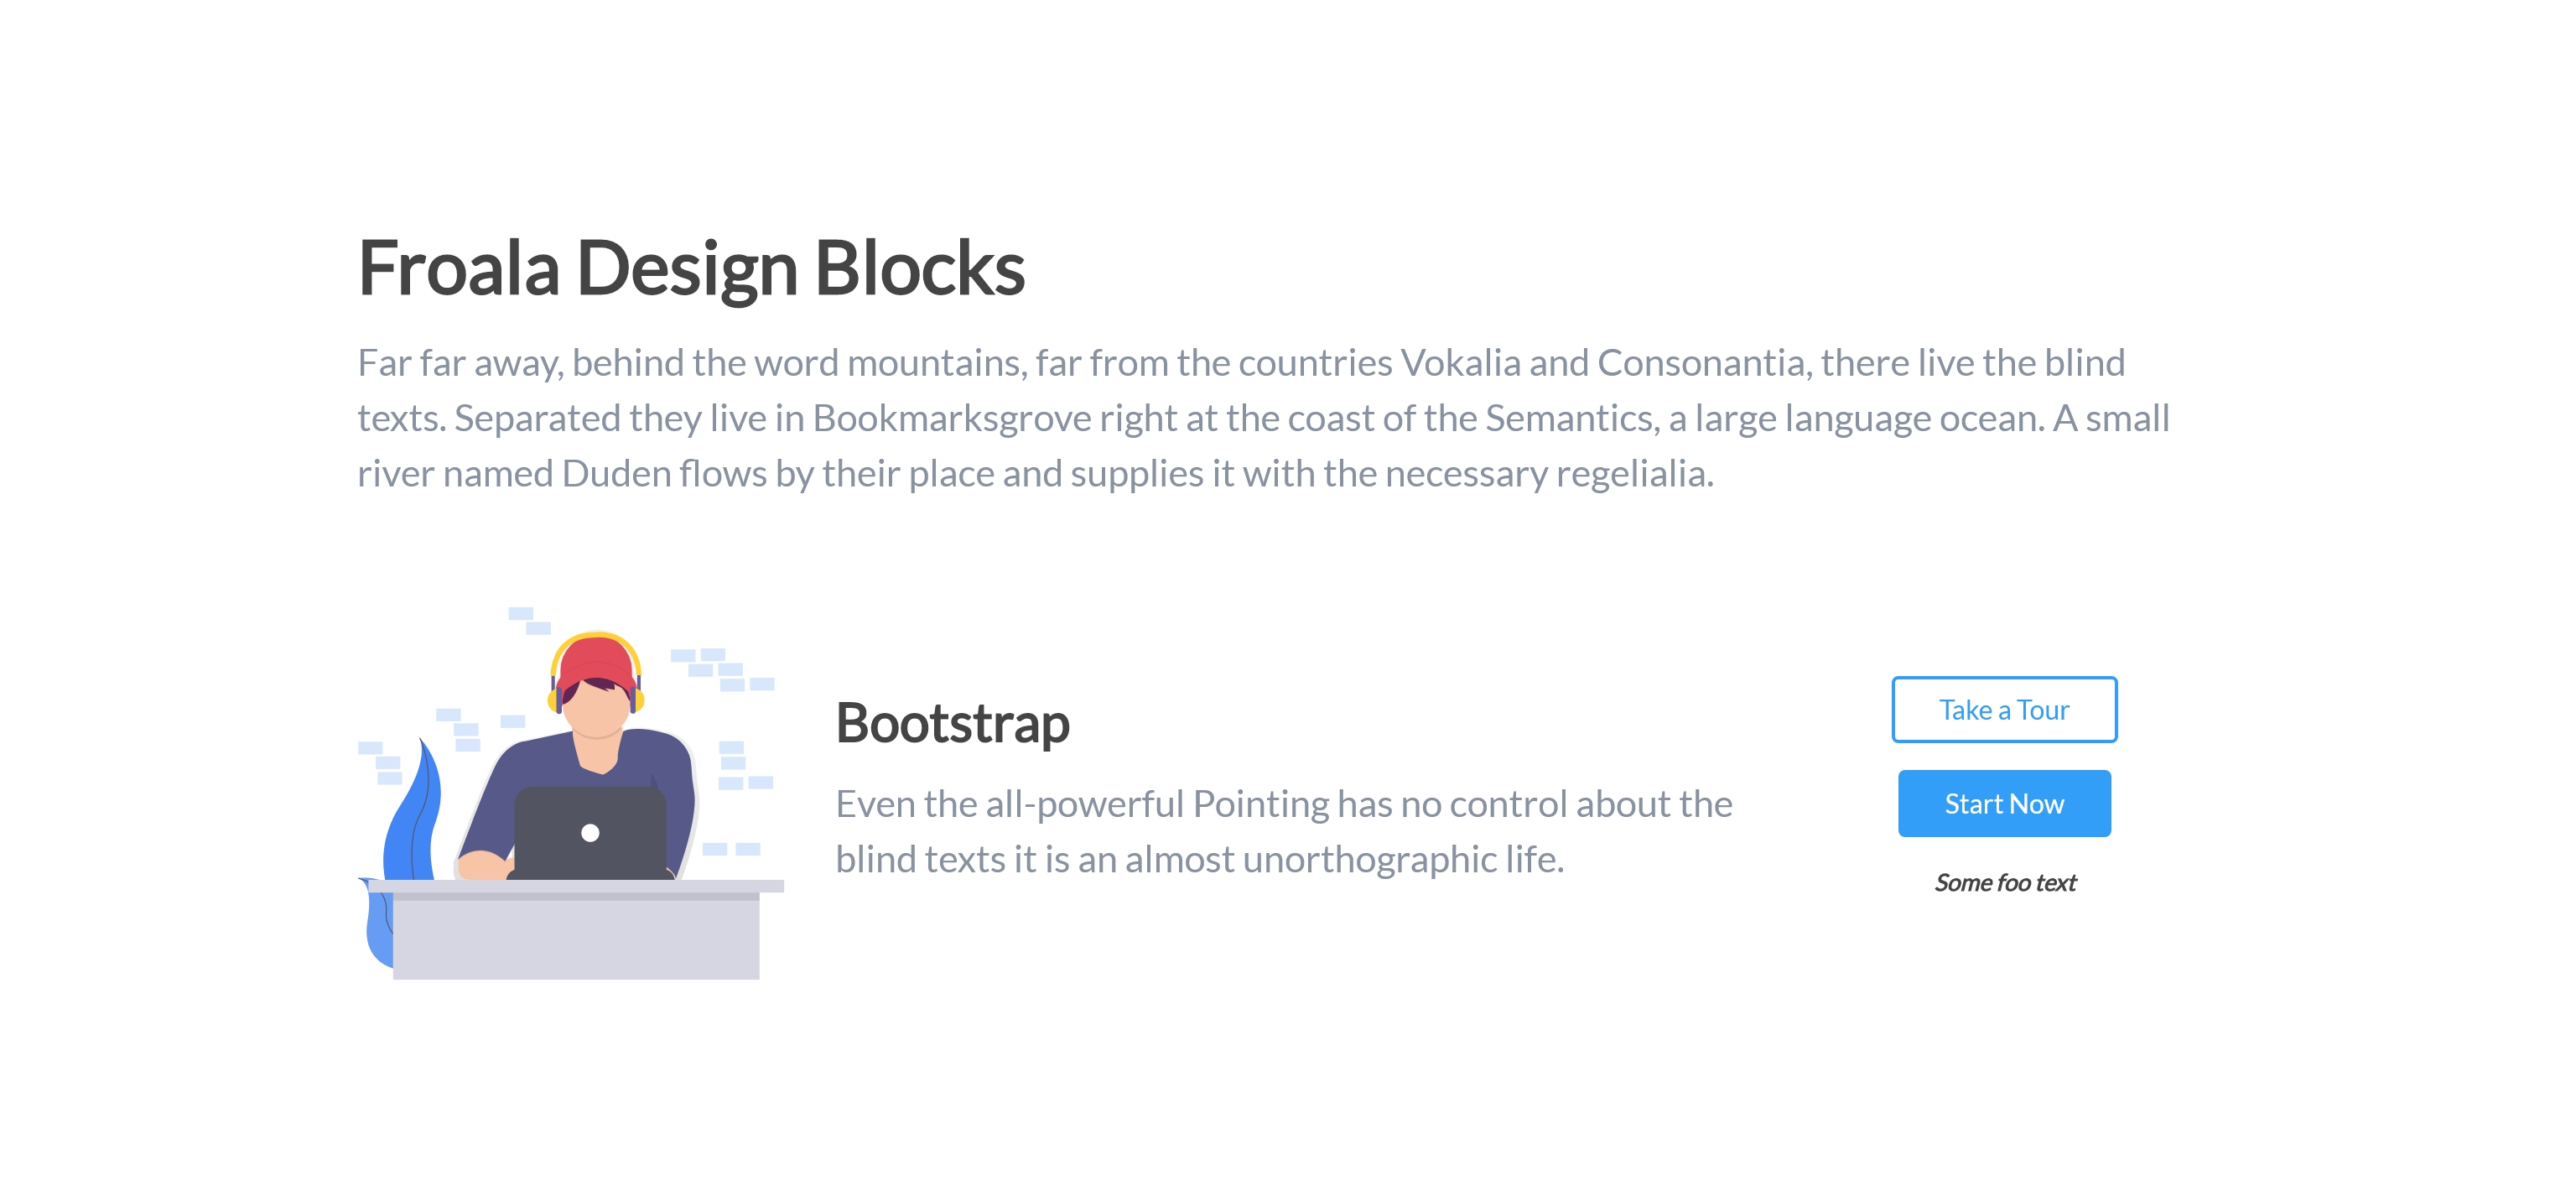 Froala Design Blocks
Far far away, behind the word mountains, far from the countries Vokalia and Consonantia, there live the blind
texts. Separated they live in Bookmarksgrove right at the coast of the Semantics, a large language ocean. A small
river named Duden flows by their place and supplies it with the necessary regelialia.
Bootstrap
Even the all-powerful Pointing has no control about the
blind texts it is an almost unorthographic life.
Take a Tour
Start Now
Some foo text